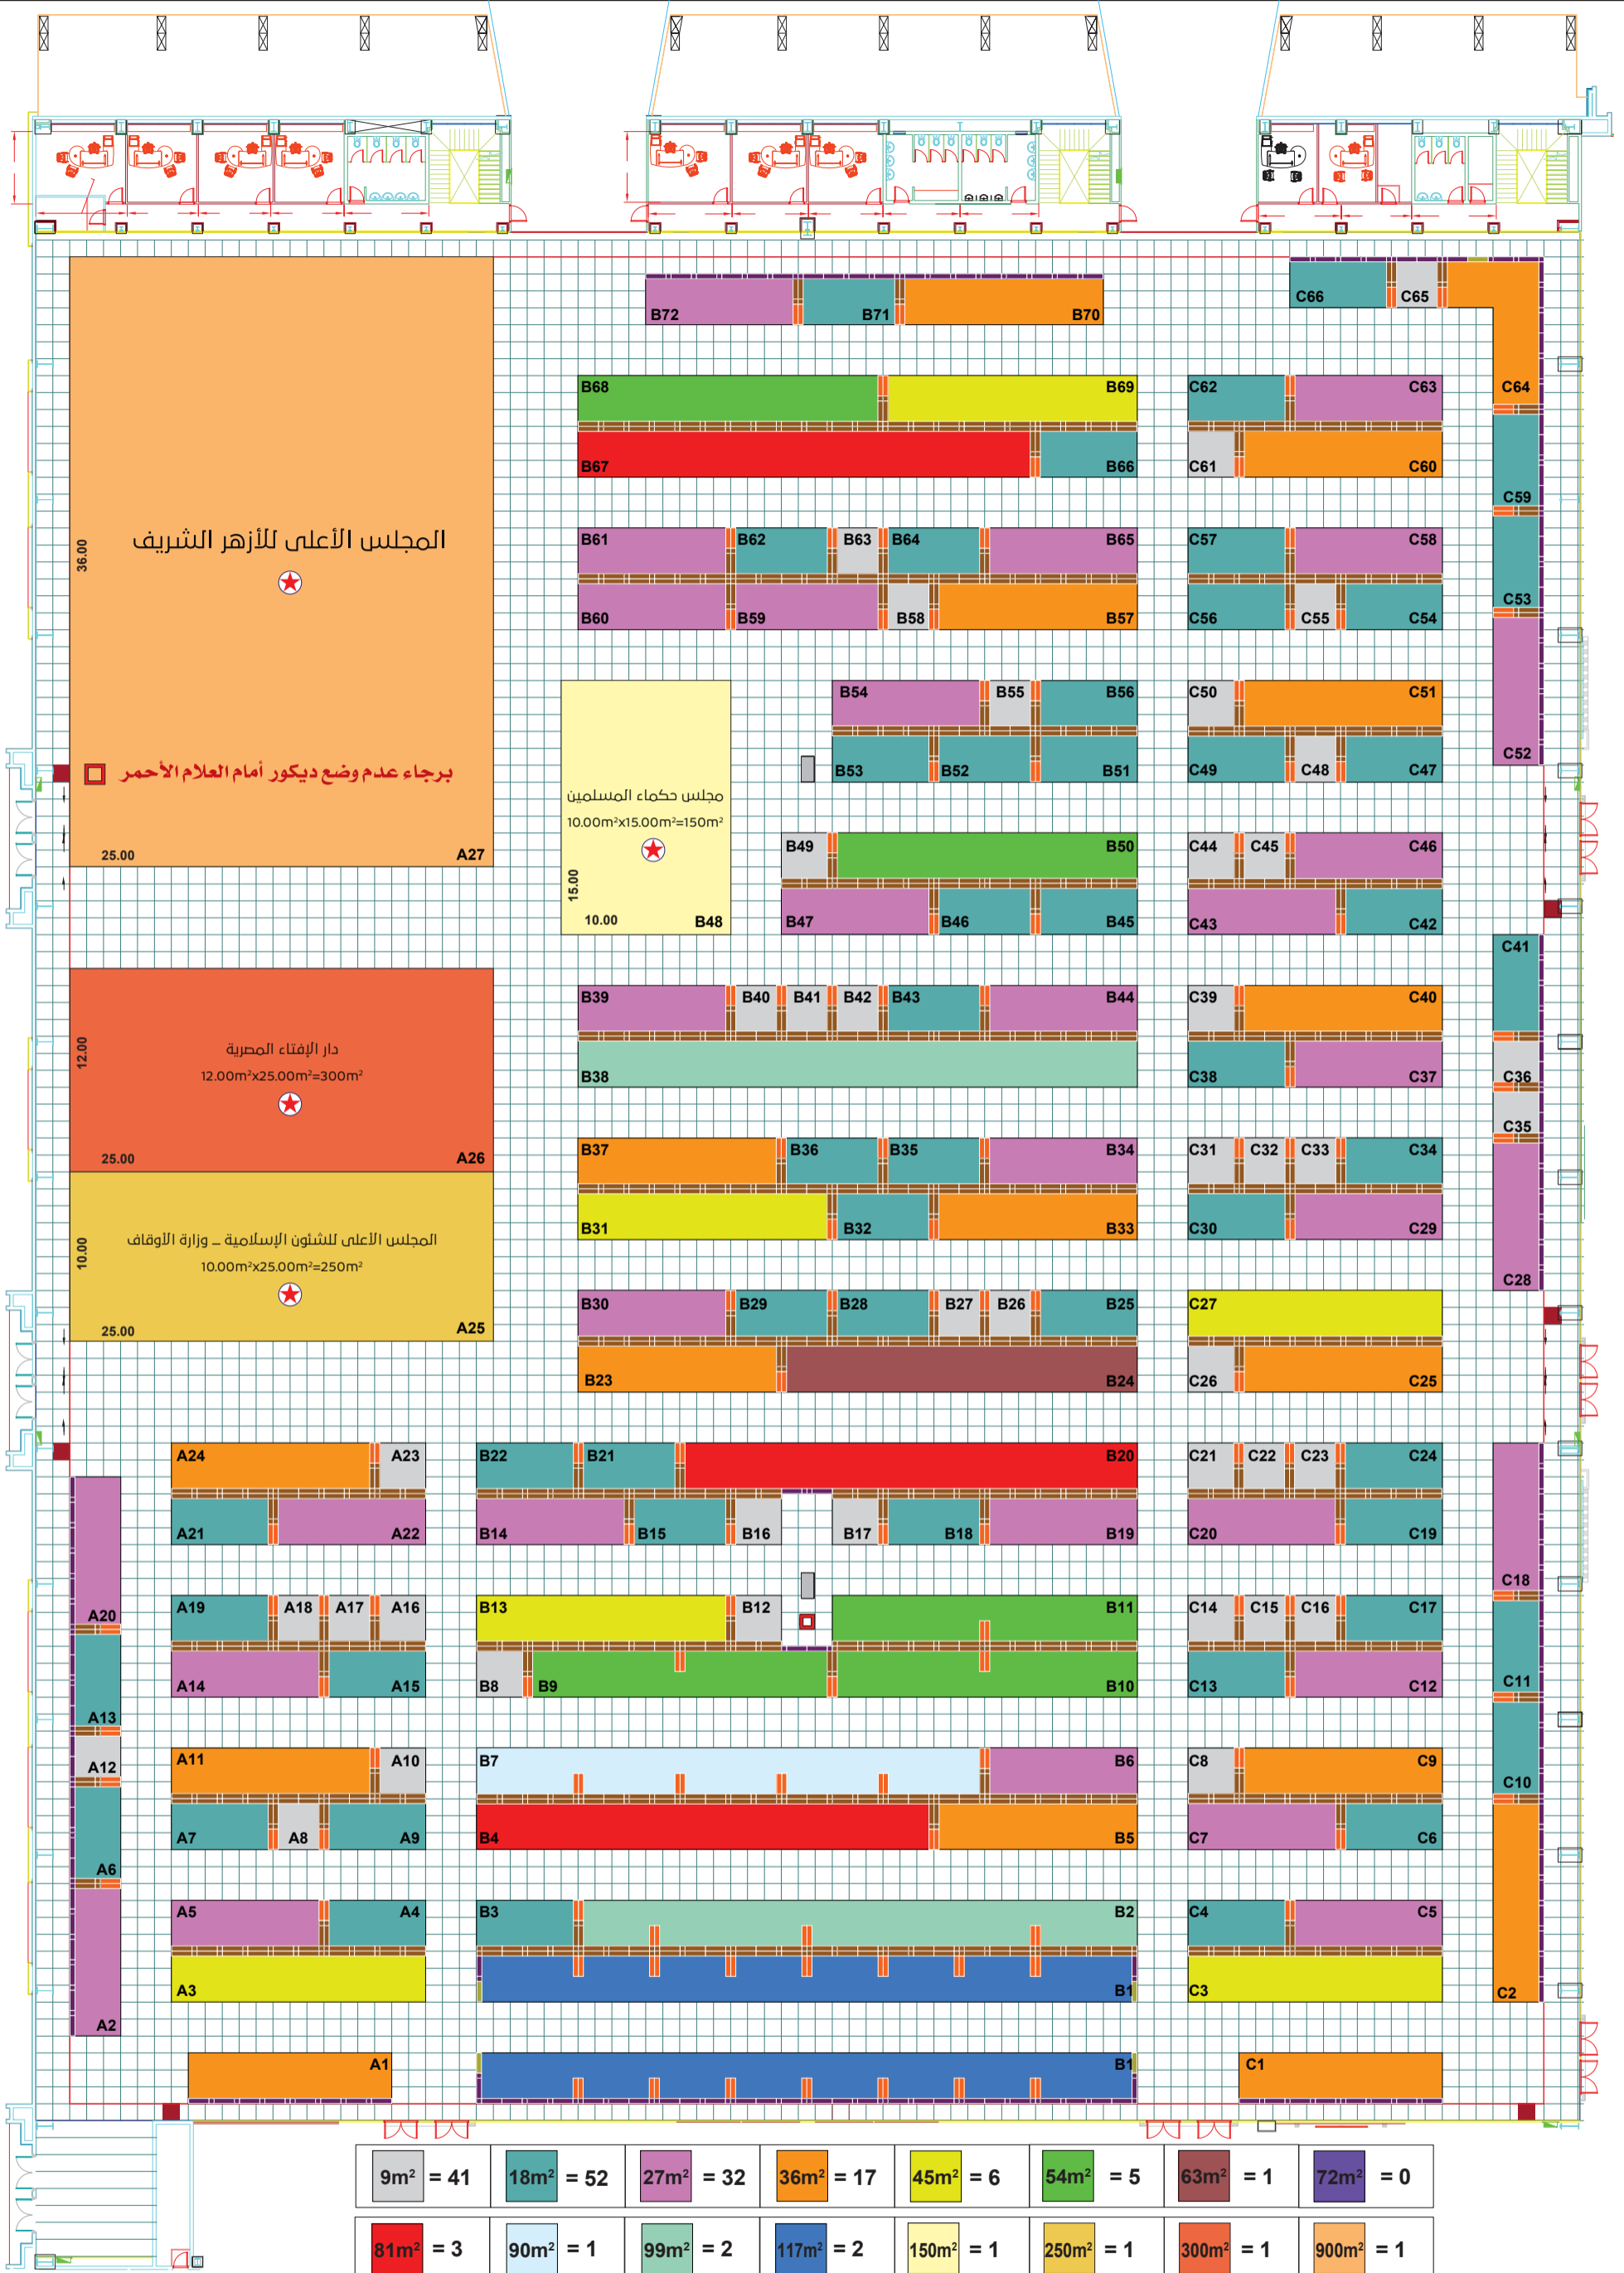 B72 B71 B70
C66 C65
C64
B68 B69
C62 C63
B67 B66
C61 C60
C59
المجلس الأعلى للأزهر الشريف
36.00
B61 B62 B63 B64 B65
C57 C58
B60 B59 B58 B57
C56 C55 C54
C53
برجاء عدم وضع ديكور أمام العلام الأحمر
25.00 A27
B54 B55 B56
C50 C51
C52
B53 B52 B51
C49 C48 C47
مجلس حكماء المسلمين
10.00m²x15.00m²=150m²
15.00
10.00 B48
B49 B50
C44 C45 C46
B47 B46 B45
C43 C42
C41
B39 B40 B41 B42 B43 B44
C39 C40
دار الإفتاء المصرية
12.00m²x25.00m²=300m²
12.00
25.00 A26
B38
C38 C37
C36
C35
B37 B36 B35 B34
C31 C32 C33 C34
B31 B32 B33
C30 C29
C28
المجلس الأعلى للشئون الإسلامية – وزارة الأوقاف
10.00m²x25.00m²=250m²
10.00
25.00 A25
B30 B29 B28 B27 B26 B25
C27
B23 B24
C26 C25
A24 A23
B22 B21 B20
C21 C22 C23 C24
A21 A22
B14 B15 B16 B17 B18 B19
C20 C19
C18
A20
A19 A18 A17 A16
B13 B12 B11
C14 C15 C16 C17
A14 A15
B8 B9 B10
C13 C12
C11
A13
A12
A11 A10
B7 B6
C8 C9
C10
A7 A8 A9
B4 B5
C7 C6
A6
A5 A4
B3 B2
C4 C5
A3
B1
C3
C2
A2
A1
B1
C1
9m² = 41 18m² = 52 27m² = 32 36m² = 17 45m² = 6 54m² = 5 63m² = 1 72m² = 0
81m² = 3 90m² = 1 99m² = 2 117m² = 2 150m² = 1 250m² = 1 300m² = 1 900m² = 1